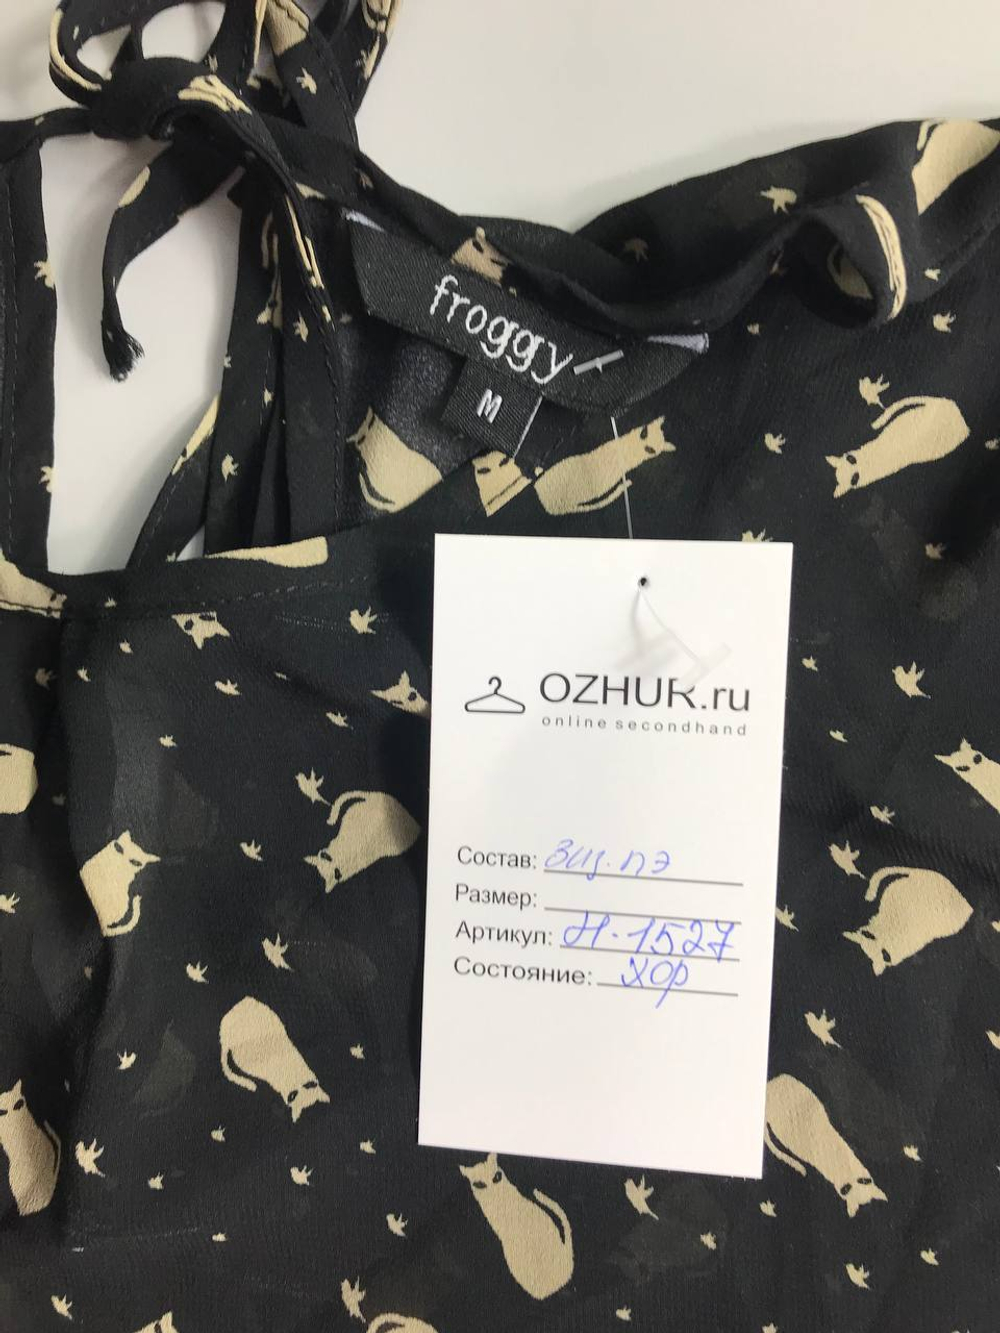 froggy
M
OZHUR.ru
online secondhand
Состав: виз. пэ
Размер:
Артикул: Н-1527
Состояние: хор